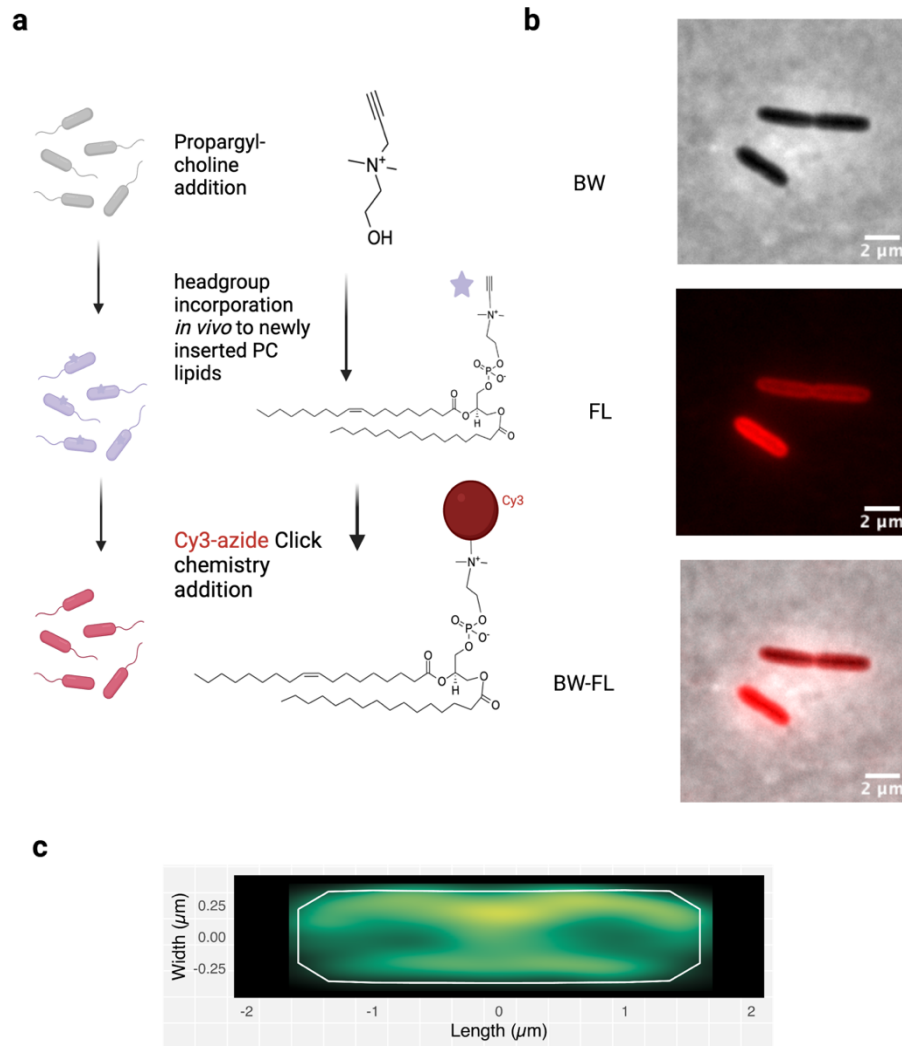 a
b
Propargyl-
choline
addition
N+
OH
BW
2 μm
headgroup
incorporation
in vivo to newly
inserted PC
lipids
N+
O
O
P
O-
O
O
O
H
O
O
FL
2 μm
Cy3-azide Click
chemistry
addition
Cy3
N+
O
O
P
O-
O
O
O
H
O
O
BW-FL
2 μm
c
Width (μm)
0.25
0.00
-0.25
-2
-1
0
1
2
Length (μm)